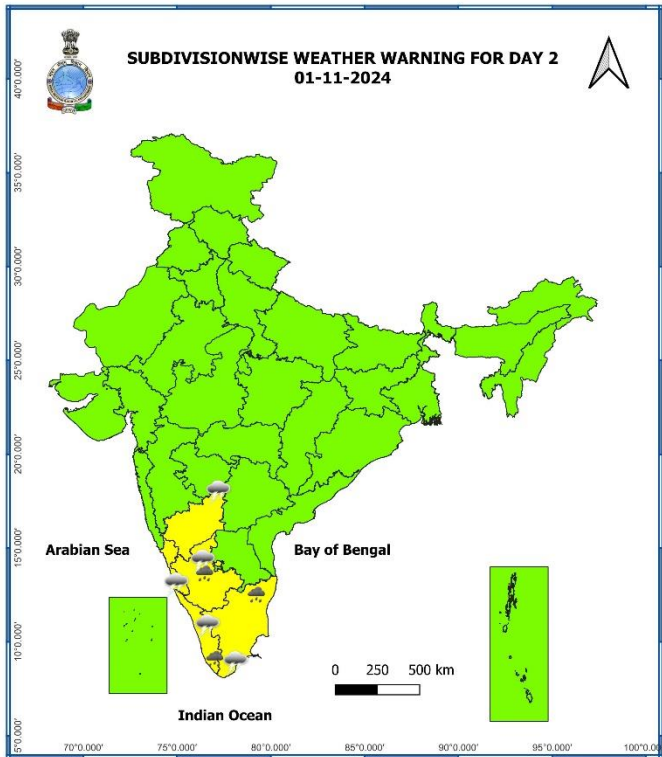 SUBDIVISIONWISE WEATHER WARNING FOR DAY 2
01-11-2024
40°0.000'
35°0.000'
30°0.000'
25°0.000'
20°0.000'
15°0.000'
10°0.000'
5°0.000'
Arabian Sea
Bay of Bengal
0 250 500 km
Indian Ocean
70°0.000' 75°0.000' 80°0.000' 85°0.000' 90°0.000' 95°0.000' 100°0.000'